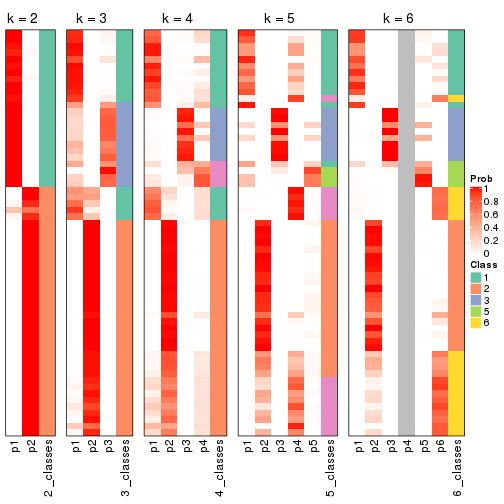 k = 2
k = 3
k = 4
k = 5
k = 6
Prob
1
0.8
0.6
0.4
0.2
0
Class
1
2
3
5
6
p1
p2
2_classes
p1
p2
p3
3_classes
p1
p2
p3
p4
4_classes
p1
p2
p3
p4
p5
5_classes
p1
p2
p3
p4
p5
p6
6_classes